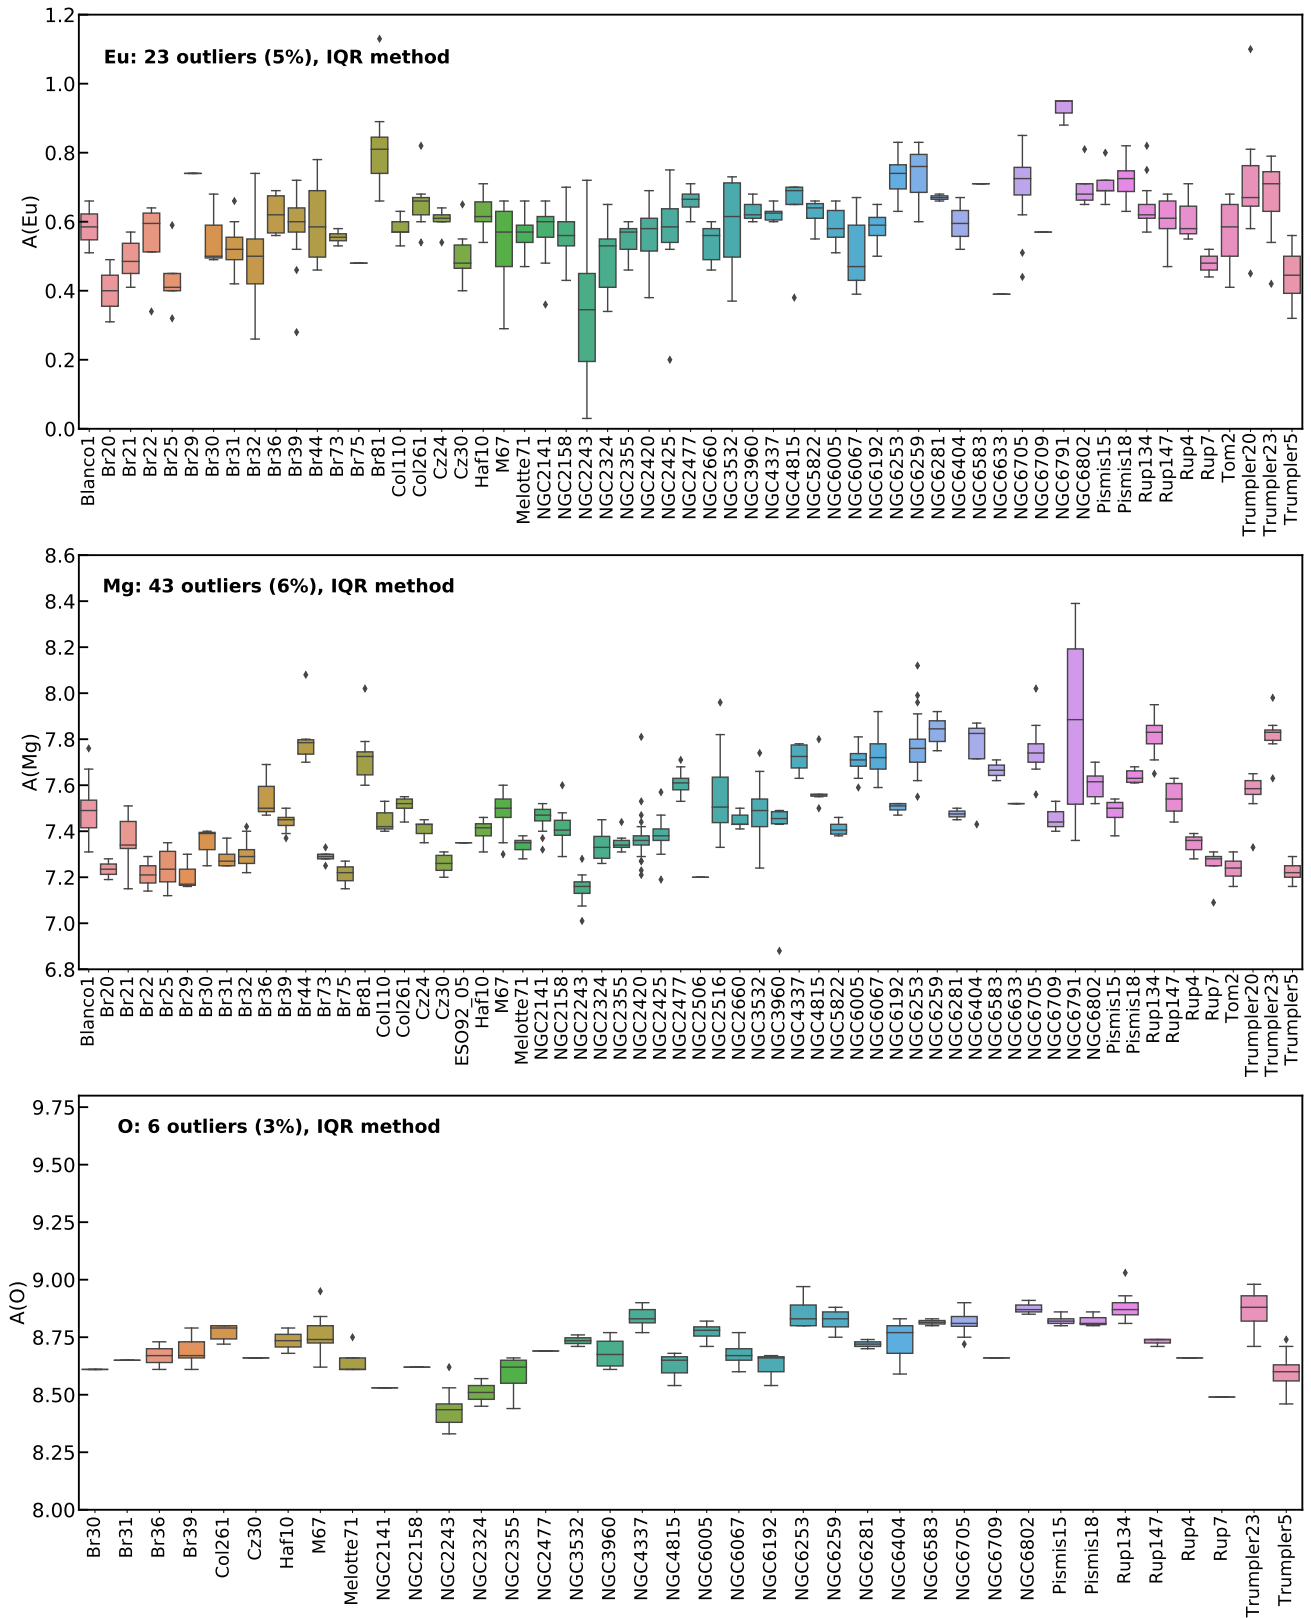 1.2
Eu: 23 outliers (5%), IQR method
1.0
0.8
A(Eu)
0.6
0.4
0.2
0.0
Blanco1 Br20 Br21 Br22 Br25 Br29 Br30 Br31 Br32 Br36 Br39 Br44 Br73 Br75 Br81 Col110 Col261 Cz24 Cz30 Haf10 M67 Melotte71 NGC2141 NGC2158 NGC2243 NGC2324 NGC2355 NGC2420 NGC2425 NGC2477 NGC2660 NGC3532 NGC3960 NGC4337 NGC4815 NGC5822 NGC6005 NGC6067 NGC6192 NGC6253 NGC6259 NGC6281 NGC6404 NGC6583 NGC6633 NGC6705 NGC6709 NGC6791 NGC6802 Pismis15 Pismis18 Rup134 Rup147 Rup4 Rup7 Tom2 Trumpler20 Trumpler23 Trumpler5
8.6
Mg: 43 outliers (6%), IQR method
8.4
8.2
8.0
7.8
A(Mg)
7.6
7.4
7.2
7.0
6.8
Blanco1 Br20 Br21 Br22 Br25 Br29 Br30 Br31 Br32 Br36 Br39 Br44 Br73 Br75 Br81 Col110 Col261 Cz24 Cz30 ESO92_05 Haf10 M67 Melotte71 NGC2141 NGC2158 NGC2243 NGC2324 NGC2355 NGC2420 NGC2425 NGC2477 NGC2506 NGC2516 NGC2660 NGC3532 NGC3960 NGC4337 NGC4815 NGC5822 NGC6005 NGC6067 NGC6192 NGC6253 NGC6259 NGC6281 NGC6404 NGC6583 NGC6633 NGC6705 NGC6709 NGC6791 NGC6802 Pismis15 Pismis18 Rup134 Rup147 Rup4 Rup7 Tom2 Trumpler20 Trumpler23 Trumpler5
9.75
O: 6 outliers (3%), IQR method
9.50
9.25
9.00
A(O)
8.75
8.50
8.25
8.00
Br30 Br31 Br36 Br39 Col261 Cz30 Haf10 M67 Melotte71 NGC2141 NGC2158 NGC2243 NGC2324 NGC2355 NGC2477 NGC3532 NGC3960 NGC4337 NGC4815 NGC6005 NGC6067 NGC6192 NGC6253 NGC6259 NGC6281 NGC6404 NGC6583 NGC6705 NGC6709 NGC6802 Pismis15 Pismis18 Rup134 Rup147 Rup4 Rup7 Trumpler23 Trumpler5